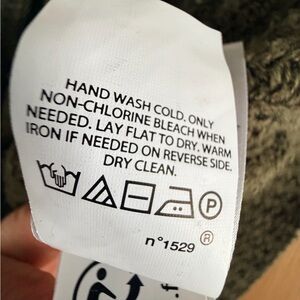 HAND WASH COLD. ONLY
NON-CHLORINE BLEACH WHEN
NEEDED. LAY FLAT TO DRY. WARM
IRON IF NEEDED ON REVERSE SIDE.
DRY CLEAN.
P
n°1529 ®